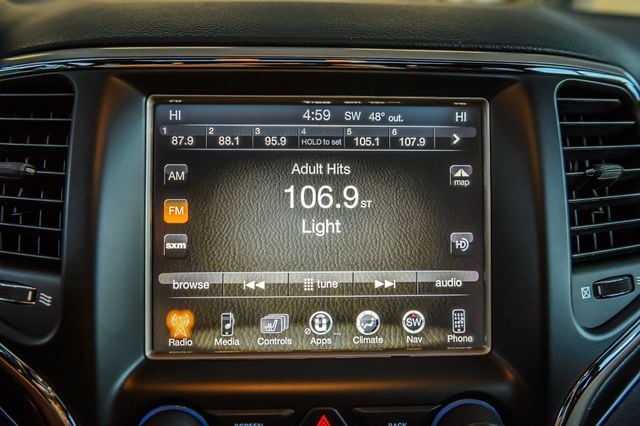 HI 4:59 SW 48° out. HI
1 2 3 4 5 6
87.9 88.1 95.9 HOLD to set 105.1 107.9
Adult Hits
AM
map
106.9 ST
FM
Light
sxm
HD
browse tune audio
Radio Media Controls Apps Climate SW Nav Phone
SCREEN BACK